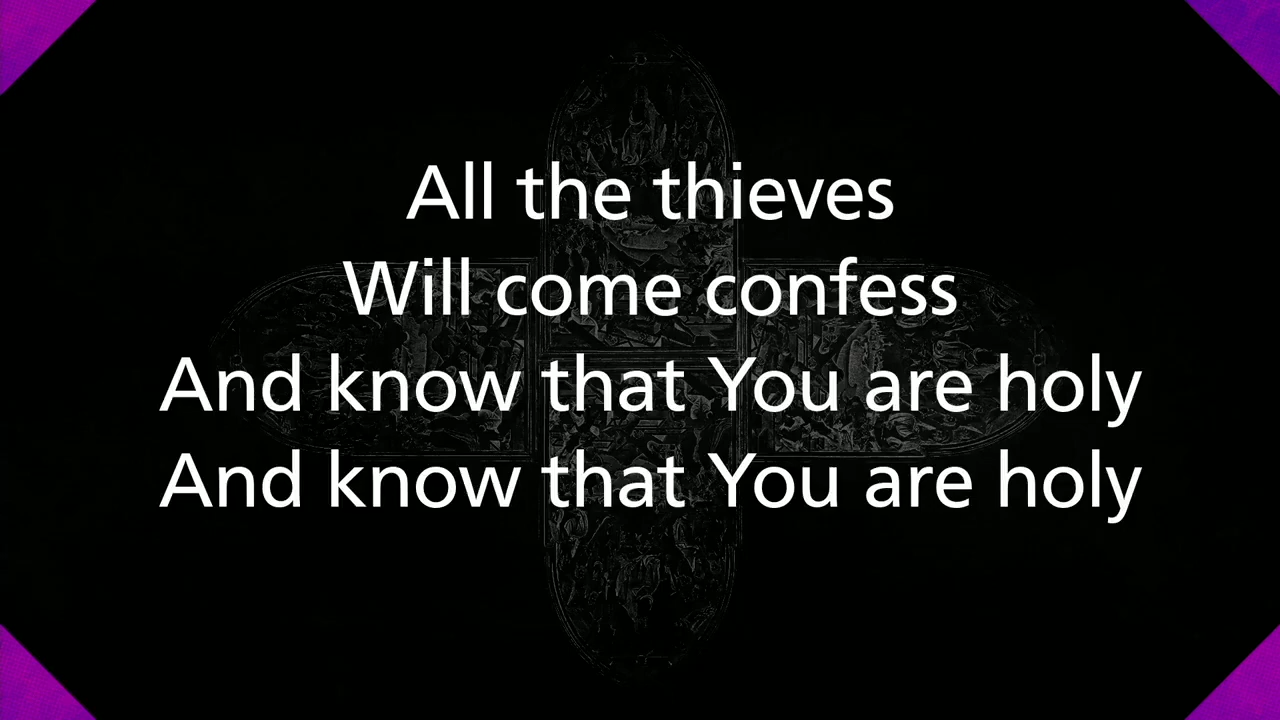 All the thieves
Will come confess
And know that You are holy
And know that You are holy